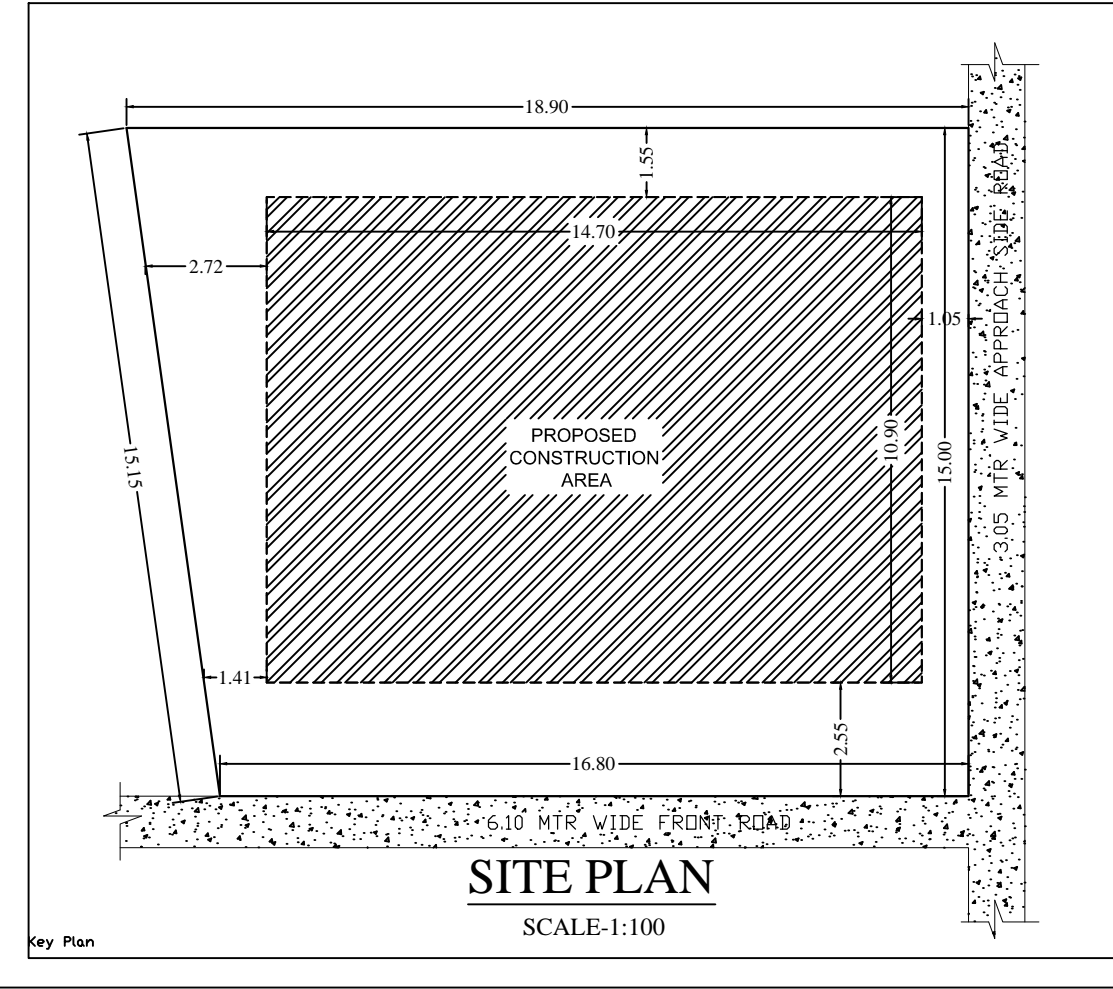 18.90
1.55
14.70
2.72
1.05
3.05 MTR WIDE APPROACH SIDE ROAD
PROPOSED
CONSTRUCTION
AREA
10.90
15.00
15.15
1.41
2.55
16.80
6.10 MTR WIDE FRONT ROAD
SITE PLAN
SCALE-1:100
Key Plan